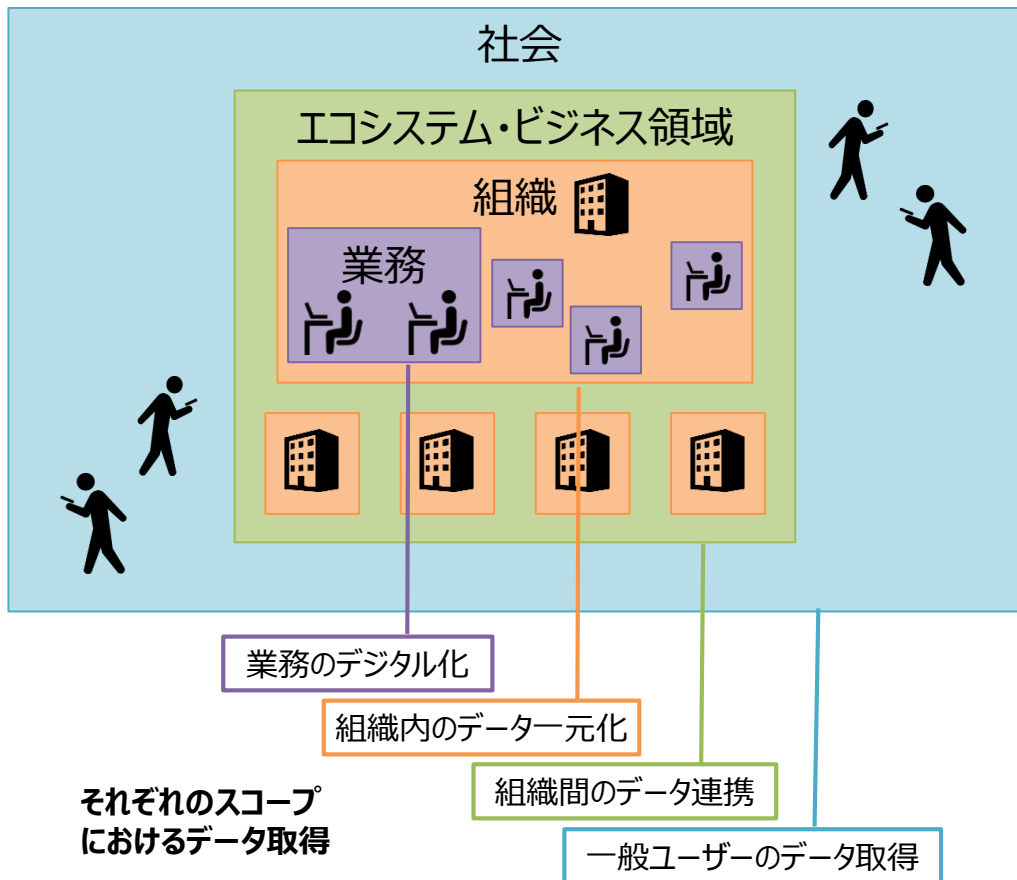 社会
エコシステム・ビジネス領域
組織
業務
業務のデジタル化
組織内のデータ一元化
組織間のデータ連携
それぞれのスコープ
におけるデータ取得
一般ユーザーのデータ取得